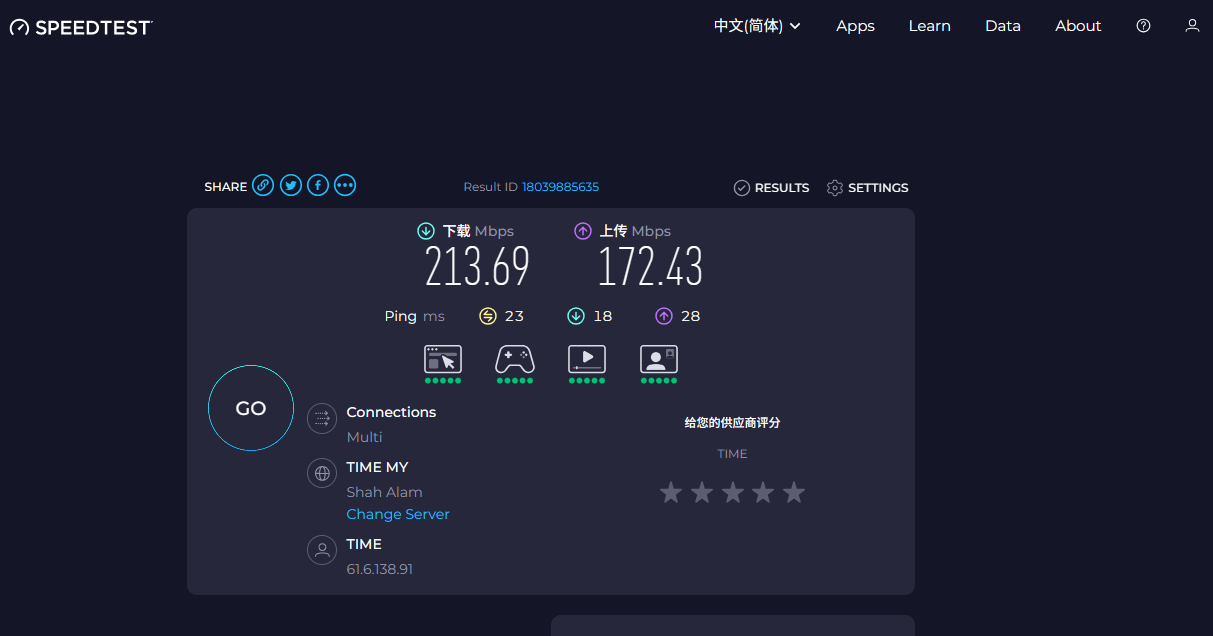 SPEEDTEST
中文(简体) Apps Learn Data About
SHARE Result ID 18039885635 RESULTS SETTINGS
下载 Mbps 上传 Mbps
213.69 172.43
Ping ms 23 18 28
GO
Connections
Multi
TIME MY
Shah Alam
Change Server
TIME
61.6.138.91
给您的供应商评分
TIME